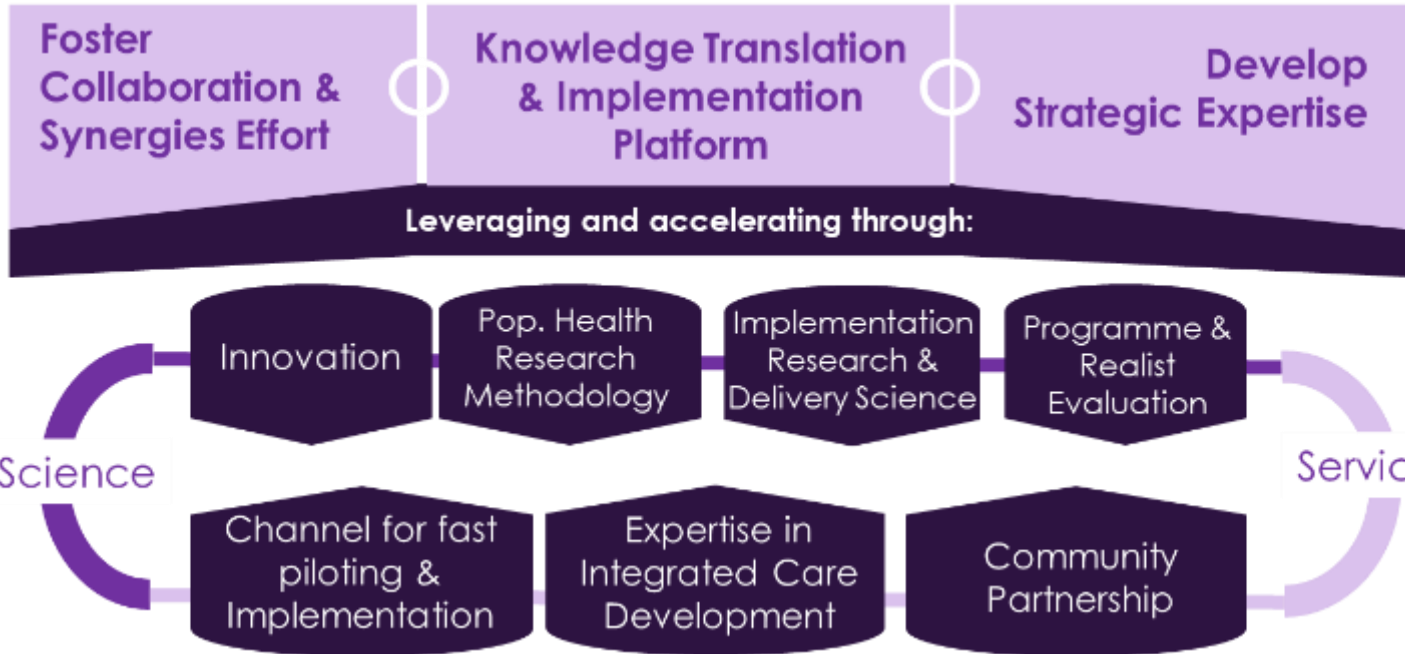 Foster
Collaboration &
Synergies Effort
Knowledge Translation
& Implementation
Platform
Develop
Strategic Expertise
Leveraging and accelerating through:
Innovation
Pop. Health
Research
Methodology
Implementation
Research &
Delivery Science
Programme &
Realist
Evaluation
Science
Servic
Channel for fast
piloting &
Implementation
Expertise in
Integrated Care
Development
Community
Partnership